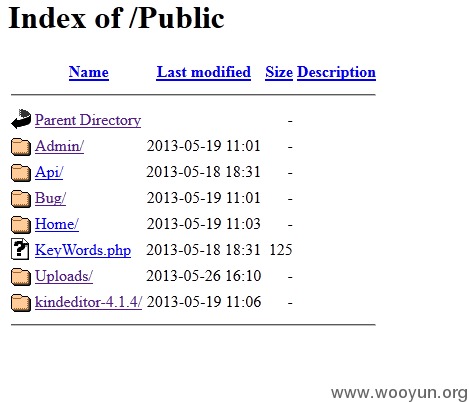 Index of /Public
Name Last modified Size Description
Parent Directory -
Admin/ 2013-05-19 11:01 -
Api/ 2013-05-18 18:31 -
Bug/ 2013-05-19 11:01 -
Home/ 2013-05-19 11:03 -
KeyWords.php 2013-05-18 18:31 125
Uploads/ 2013-05-26 16:10 -
kindeditor-4.1.4/ 2013-05-19 11:06 -
www.wooyun.org